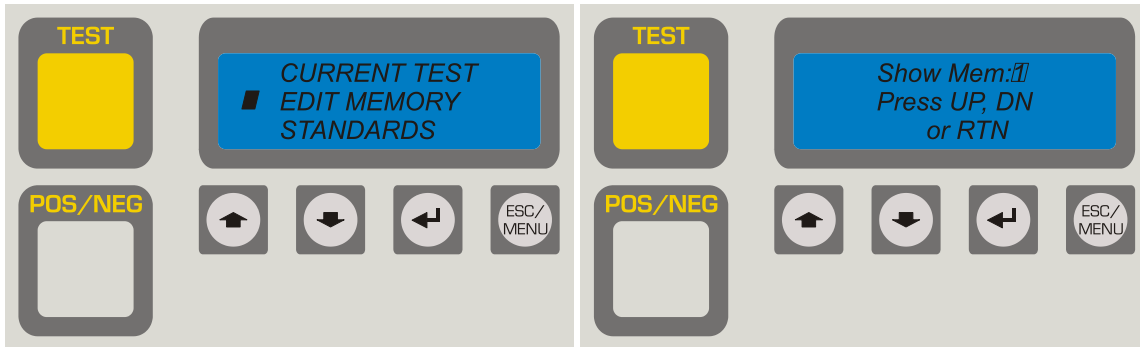 TEST
CURRENT TEST
EDIT MEMORY
STANDARDS
POS/NEG
ESC/
MENU
TEST
Show Mem:1
Press UP, DN
or RTN
POS/NEG
ESC/
MENU